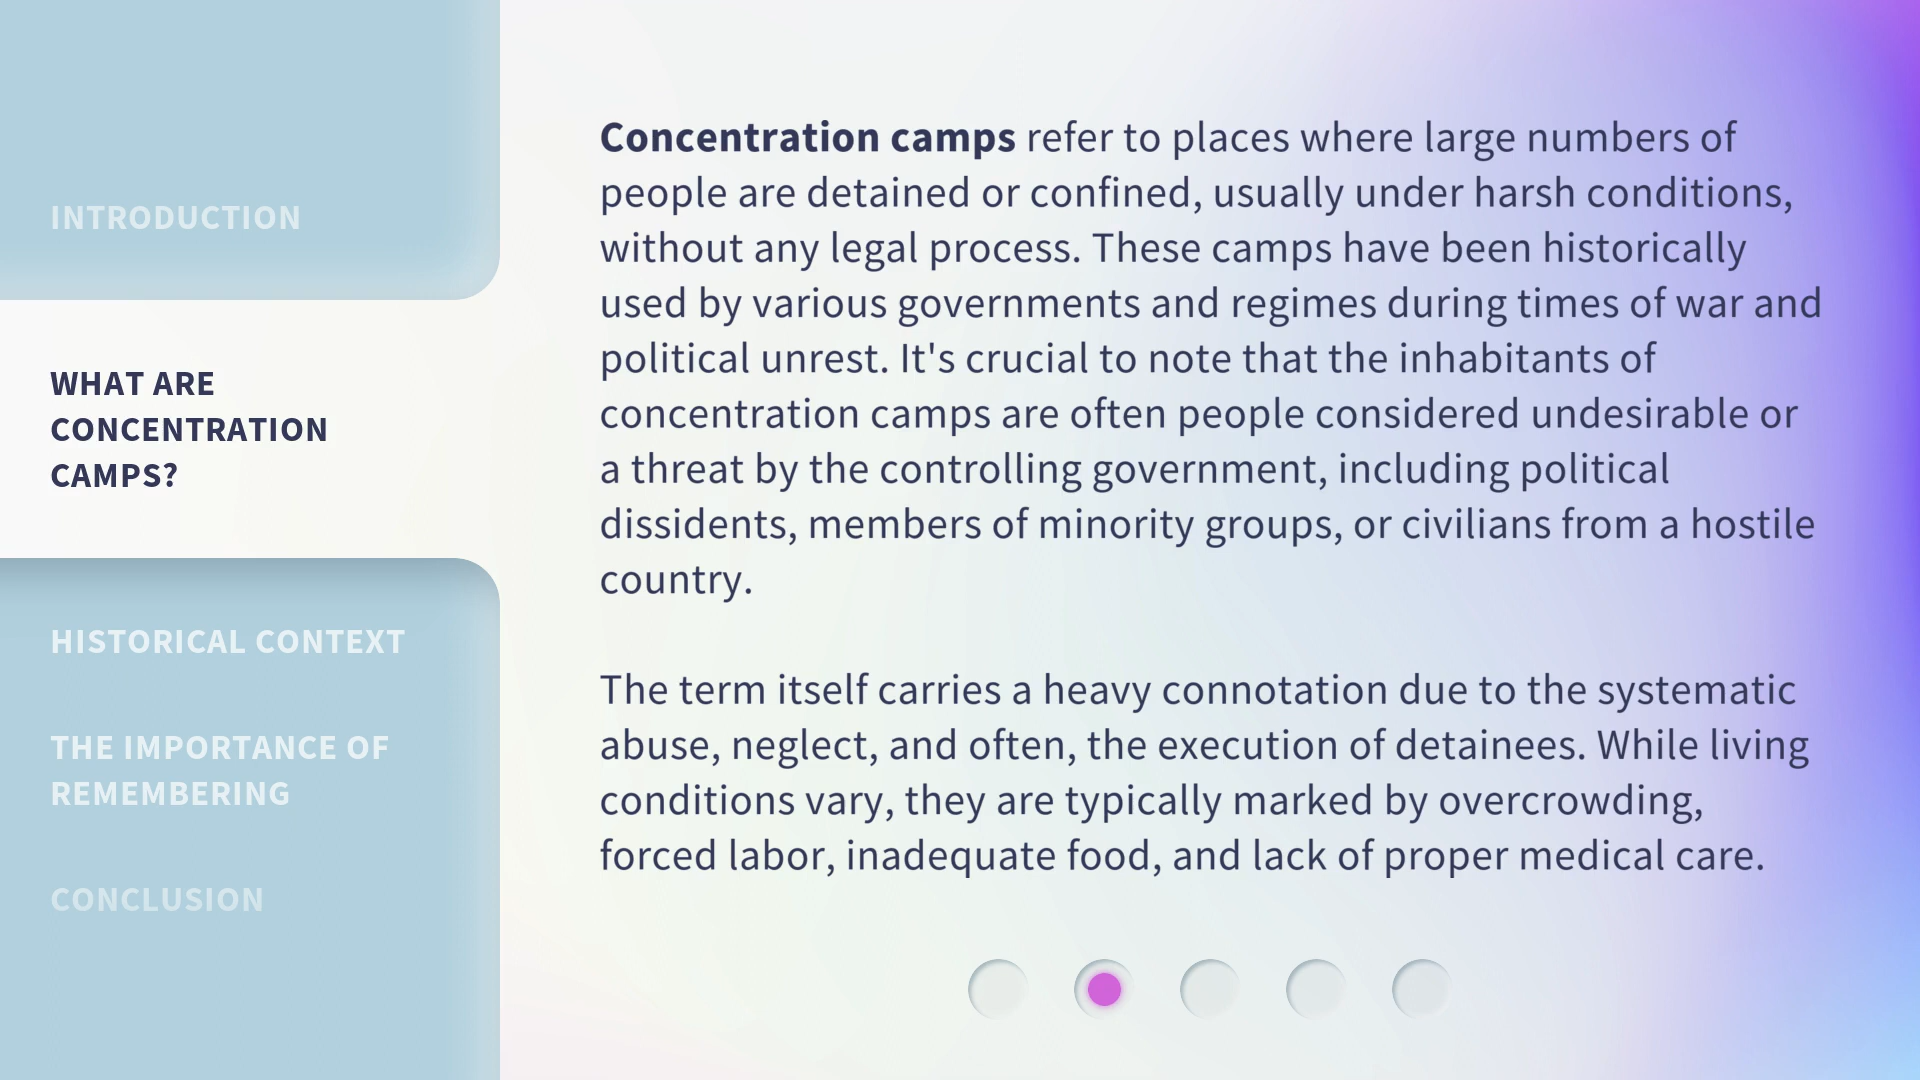 INTRODUCTION
WHAT ARE
CONCENTRATION
CAMPS?
HISTORICAL CONTEXT
THE IMPORTANCE OF
REMEMBERING
CONCLUSION
Concentration camps refer to places where large numbers of
people are detained or confined, usually under harsh conditions,
without any legal process. These camps have been historically
used by various governments and regimes during times of war and
political unrest. It's crucial to note that the inhabitants of
concentration camps are often people considered undesirable or
a threat by the controlling government, including political
dissidents, members of minority groups, or civilians from a hostile
country.
The term itself carries a heavy connotation due to the systematic
abuse, neglect, and often, the execution of detainees. While living
conditions vary, they are typically marked by overcrowding,
forced labor, inadequate food, and lack of proper medical care.